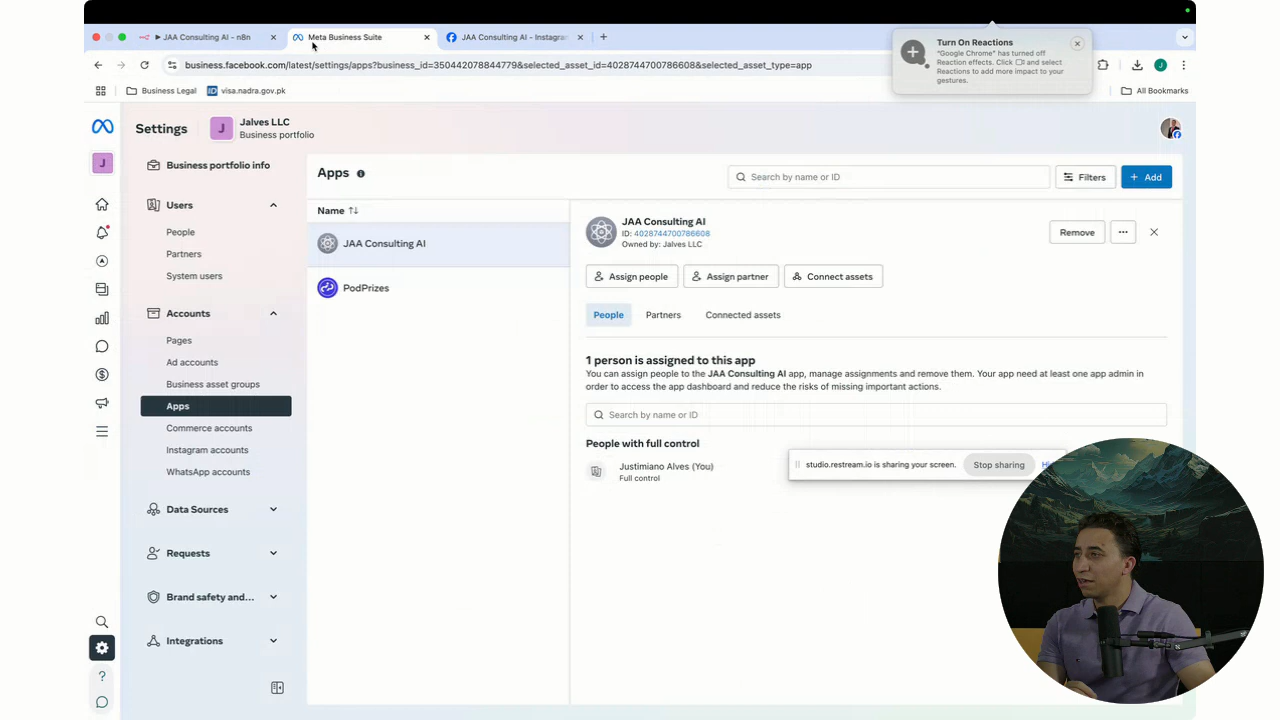 JAA Consulting AI - n8n
Meta Business Suite
JAA Consulting AI - Instagra
business.facebook.com/latest/settings/apps?business_id=350442078844779&selected_asset_id=4028744700786608&selected_asset_type=app
Turn On Reactions
"Google Chrome" has turned off
Reaction effects. Click and select
Reactions to add more impact to your
gestures.
J
Business Legal
visa.nadra.gov.pk
All Bookmarks
Settings
J
Jalves LLC
Business portfolio
J
Business portfolio info
Users
People
Partners
System users
Accounts
Pages
Ad accounts
Business asset groups
Apps
Commerce accounts
Instagram accounts
WhatsApp accounts
Data Sources
Requests
Brand safety and...
Integrations
Apps
Search by name or ID
Filters
+ Add
Name
JAA Consulting AI
PodPrizes
JAA Consulting AI
ID: 4028744700786608
Owned by: Jalves LLC
Remove
Assign people
Assign partner
Connect assets
People
Partners
Connected assets
1 person is assigned to this app
You can assign people to the JAA Consulting AI app, manage assignments and remove them. Your app need at least one app admin in
order to access the app dashboard and reduce the risks of missing important actions.
Search by name or ID
People with full control
Justimiano Alves (You)
Full control
studio.restream.io is sharing your screen.
Stop sharing